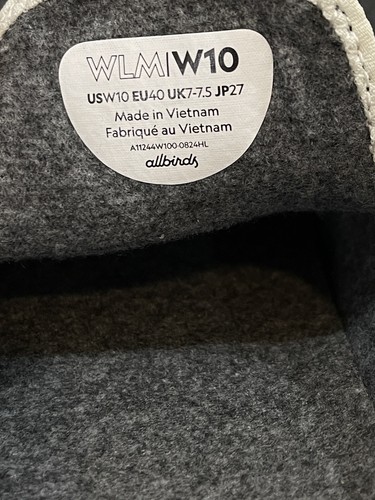 WLM|W10
USW10 EU40 UK7-7.5 JP27
Made in Vietnam
Fabriqué au Vietnam
A11244W100 0824HL
allbirds